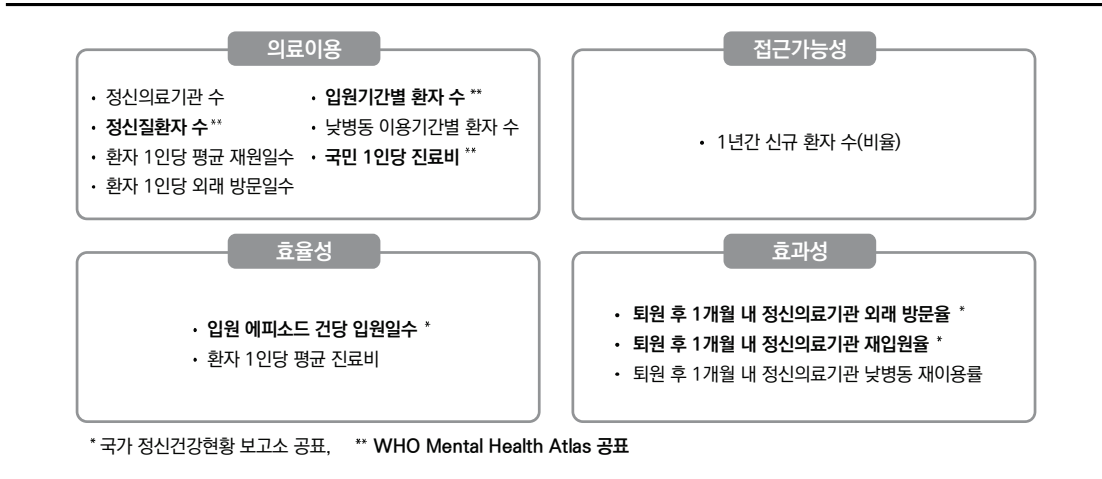 의료이용
· 정신의료기관 수
· 정신질환자 수 **
· 환자 1인당 평균 재원일수
· 환자 1인당 외래 방문일수
· 입원기간별 환자 수 **
· 낮병동 이용기간별 환자 수
· 국민 1인당 진료비 **
접근가능성
· 1년간 신규 환자 수(비율)
효율성
· 입원 에피소드 건당 입원일수 *
· 환자 1인당 평균 진료비
효과성
· 퇴원 후 1개월 내 정신의료기관 외래 방문율 *
· 퇴원 후 1개월 내 정신의료기관 재입원율 *
· 퇴원 후 1개월 내 정신의료기관 낮병동 재이용률
* 국가 정신건강현황 보고소 공표, ** WHO Mental Health Atlas 공표